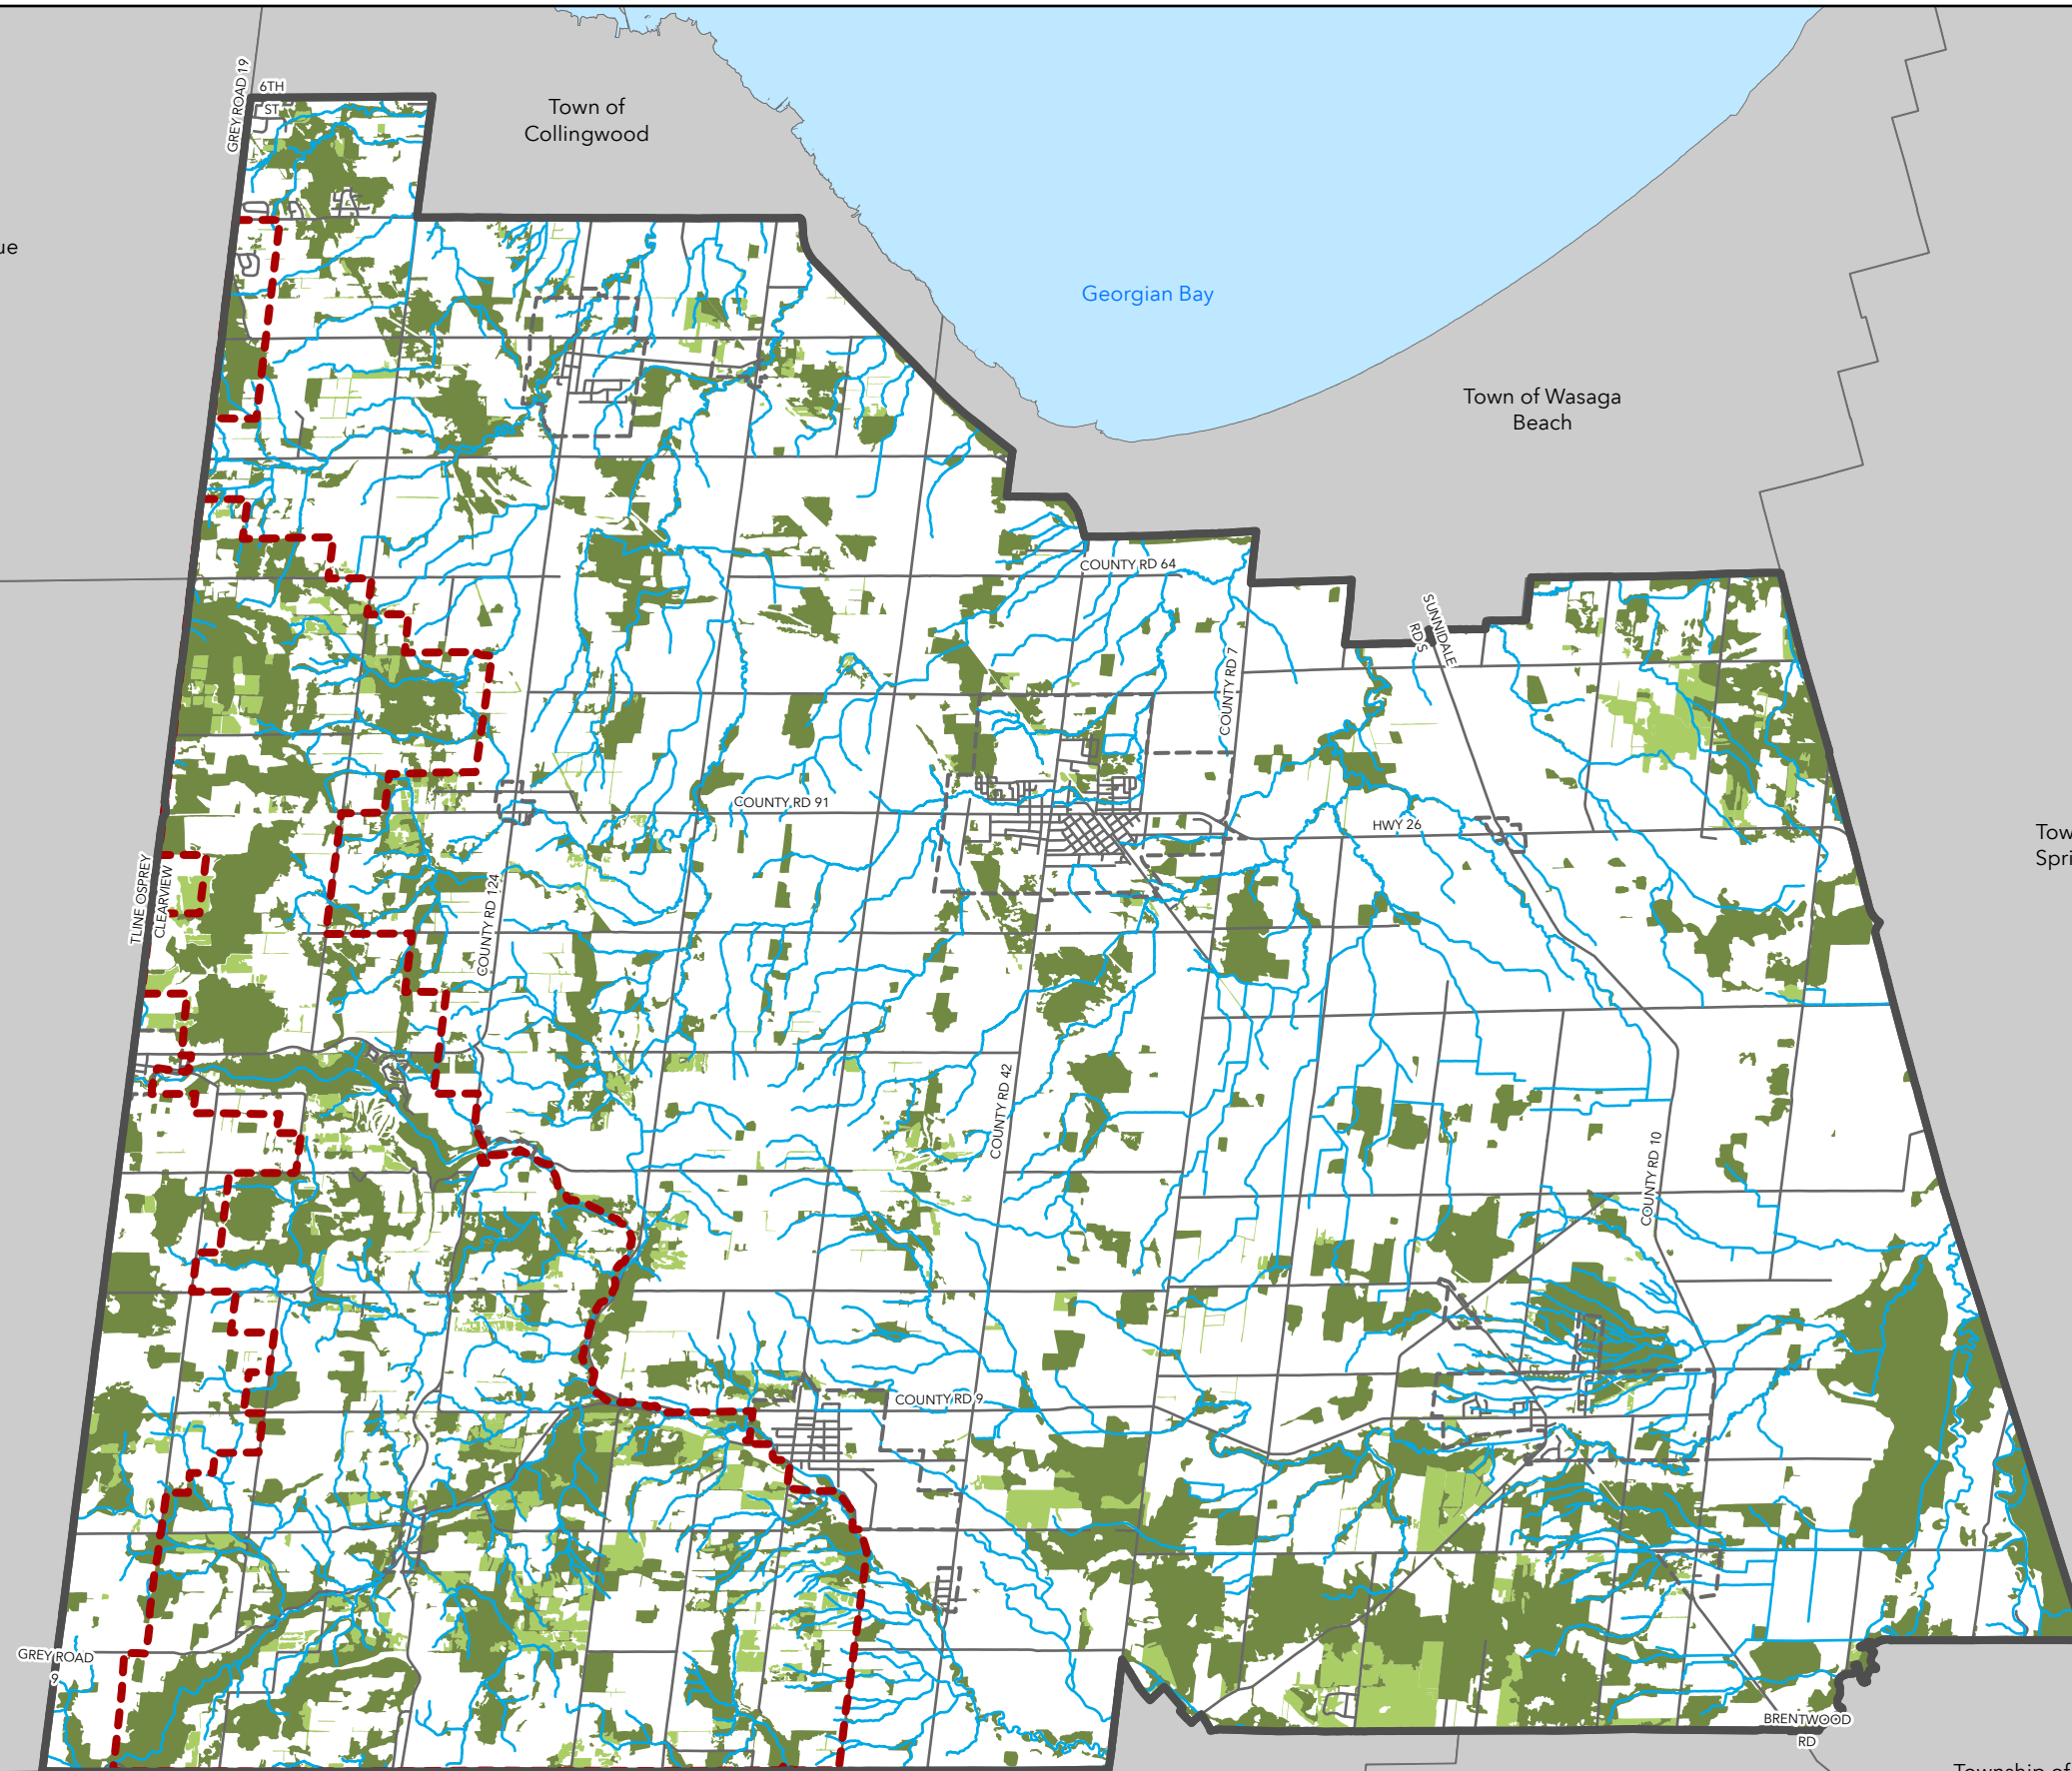 GREY ROAD 19
6TH
ST
Town of
Collingwood
ue
Georgian Bay
Town of Wasaga
Beach
COUNTY RD 64
SUNNIDALE
RD S
COUNTY RD 7
COUNTY RD 91
HWY 26
Tow
Spri
TLINE OSPREY
CLEARVIEW
COUNTY RD 124
COUNTY RD 42
COUNTY RD 10
COUNTY RD 9
GREY ROAD
9
BRENTWOOD
RD
Township of